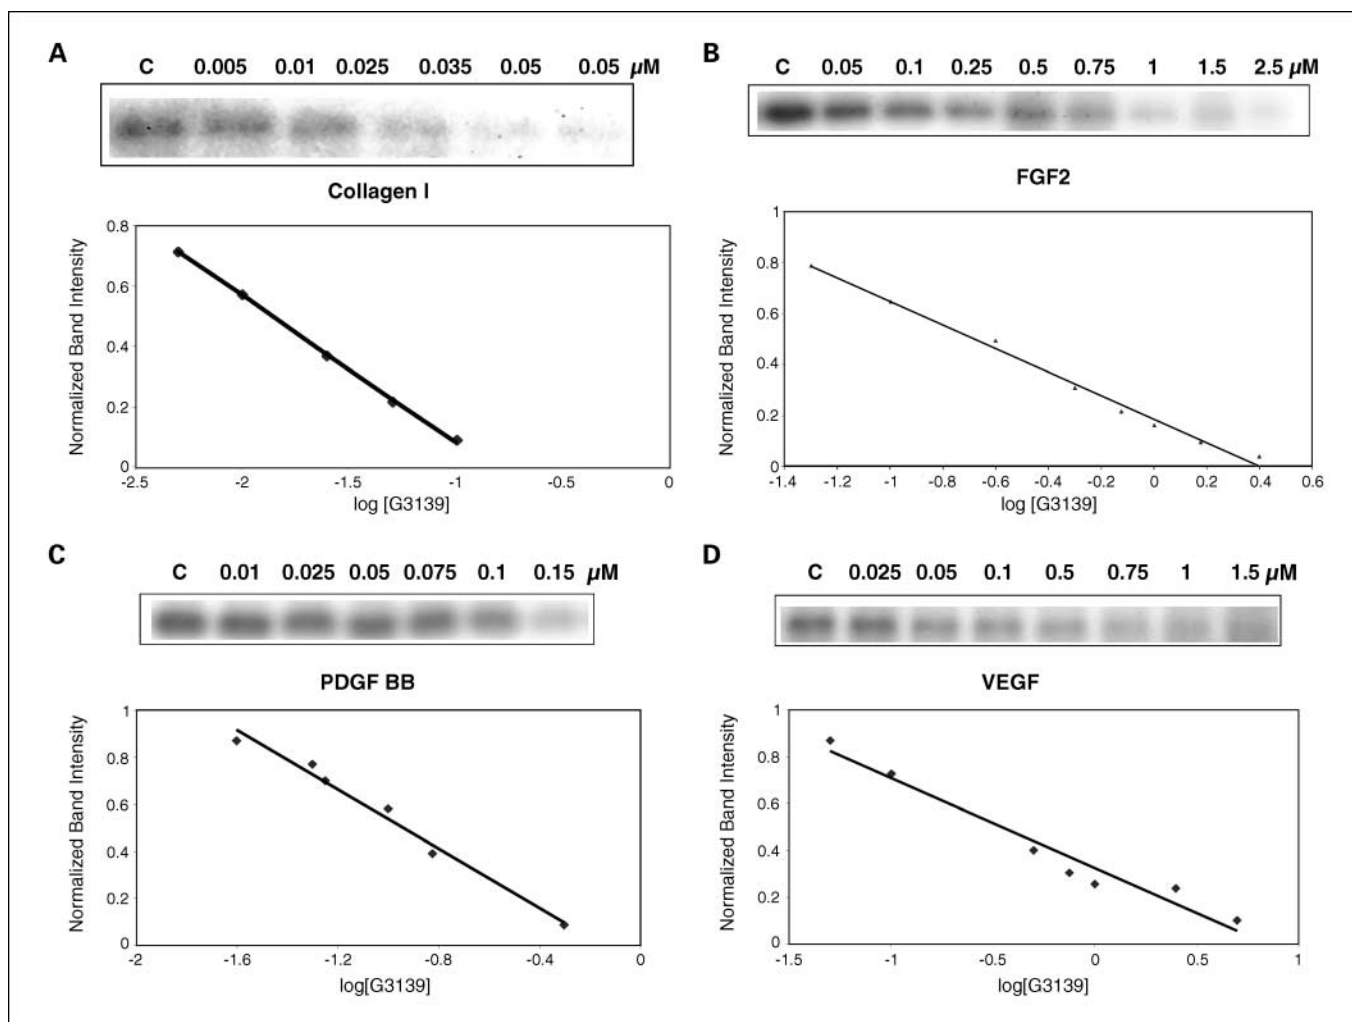 A
C 0.005 0.01 0.025 0.035 0.05 0.05 µM
Collagen I
Normalized Band Intensity
0.8
0.6
0.4
0.2
0
-2.5 -2 -1.5 -1 -0.5 0
log [G3139]
B
C 0.05 0.1 0.25 0.5 0.75 1 1.5 2.5 µM
FGF2
Normalized Band Intensity
1
0.8
0.6
0.4
0.2
0
-1.4 -1 -0.8 -0.6 -0.4 -0.2 0 0.2 0.4 0.6
log [G3139]
C
C 0.01 0.025 0.05 0.075 0.1 0.15 µM
PDGF BB
Normalized Band Intensity
1
0.8
0.6
0.4
0.2
0
-2 -1.6 -1.2 -0.8 -0.4 0
log[G3139]
D
C 0.025 0.05 0.1 0.5 0.75 1 1.5 µM
VEGF
Normalized Band Intensity
1
0.8
0.6
0.4
0.2
0
-1.5 -1 -0.5 0 0.5 1
log[G3139]